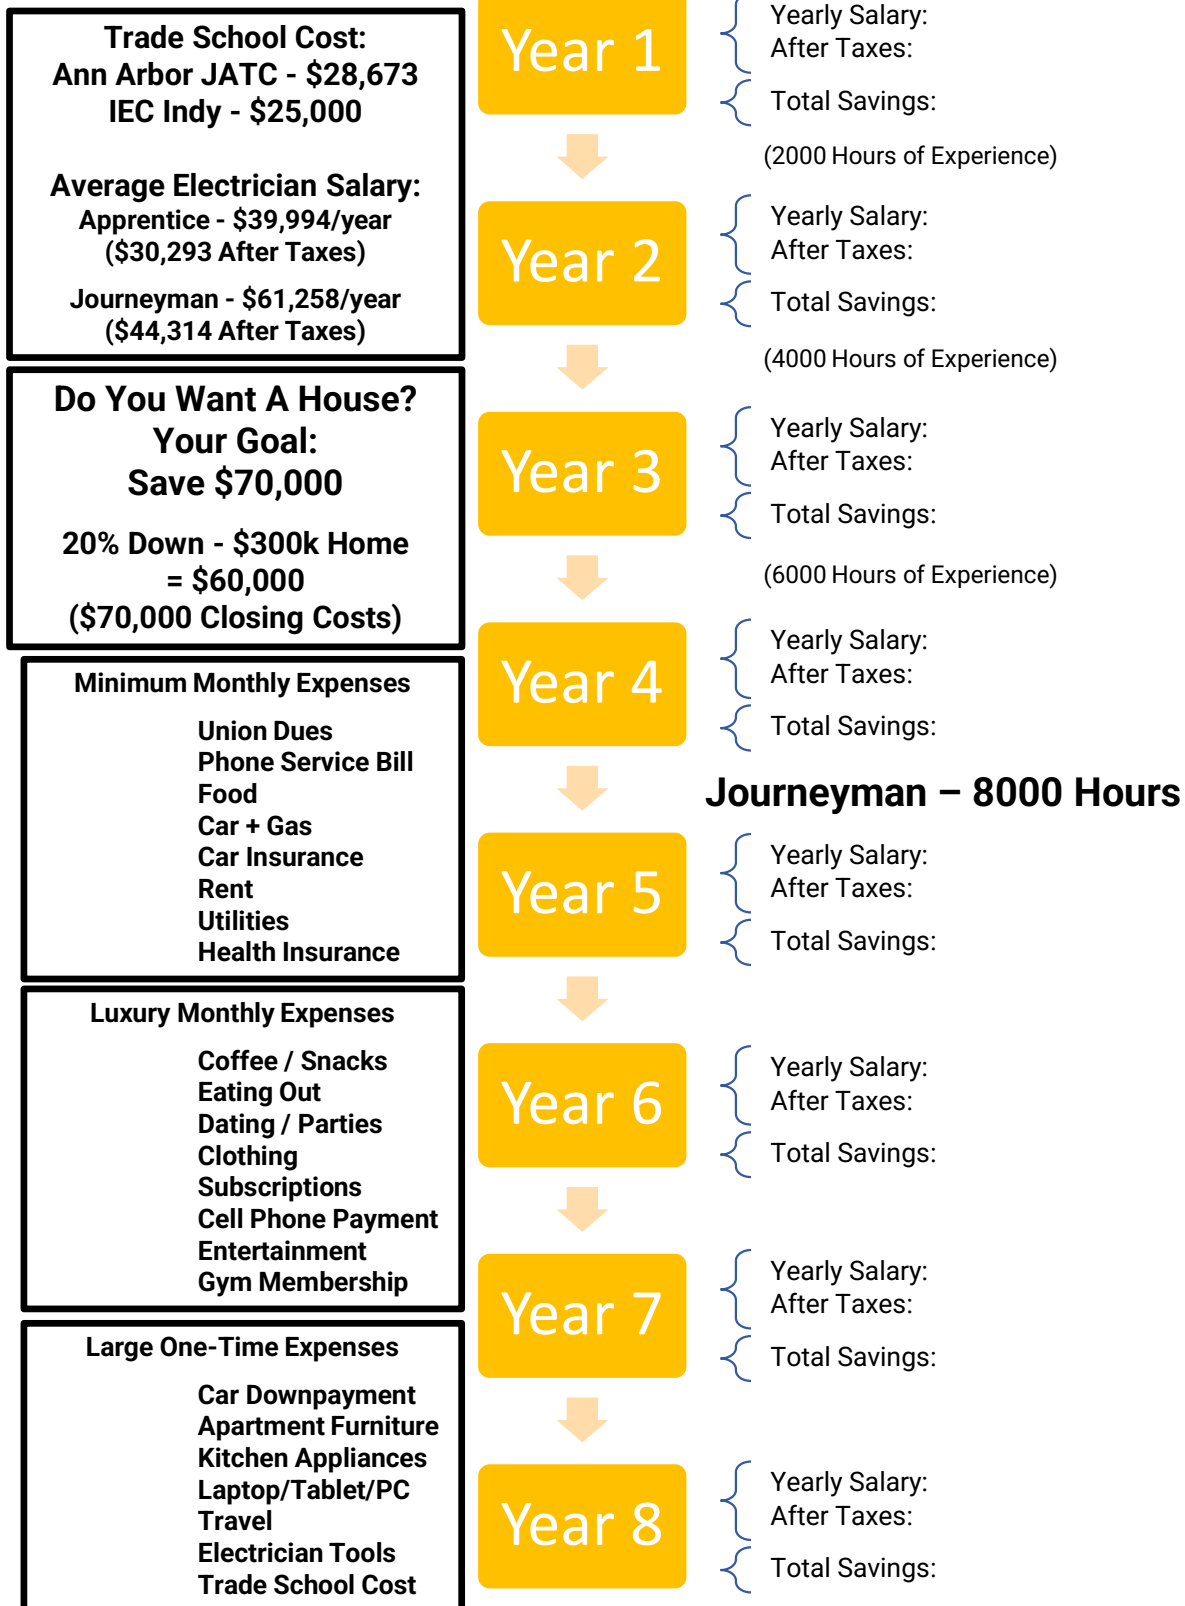 Trade School Cost:
Ann Arbor JATC - $28,673
IEC Indy - $25,000
Average Electrician Salary:
Apprentice - $39,994/year
($30,293 After Taxes)
Journeyman - $61,258/year
($44,314 After Taxes)
Do You Want A House?
Your Goal:
Save $70,000
20% Down - $300k Home
= $60,000
($70,000 Closing Costs)
Minimum Monthly Expenses
Union Dues
Phone Service Bill
Food
Car + Gas
Car Insurance
Rent
Utilities
Health Insurance
Luxury Monthly Expenses
Coffee / Snacks
Eating Out
Dating / Parties
Clothing
Subscriptions
Cell Phone Payment
Entertainment
Gym Membership
Large One-Time Expenses
Car Downpayment
Apartment Furniture
Kitchen Appliances
Laptop/Tablet/PC
Travel
Electrician Tools
Trade School Cost
Year 1
Yearly Salary:
After Taxes:
Total Savings:
(2000 Hours of Experience)
Year 2
Yearly Salary:
After Taxes:
Total Savings:
(4000 Hours of Experience)
Year 3
Yearly Salary:
After Taxes:
Total Savings:
(6000 Hours of Experience)
Year 4
Yearly Salary:
After Taxes:
Total Savings:
Journeyman – 8000 Hours
Year 5
Yearly Salary:
After Taxes:
Total Savings:
Year 6
Yearly Salary:
After Taxes:
Total Savings:
Year 7
Yearly Salary:
After Taxes:
Total Savings:
Year 8
Yearly Salary:
After Taxes:
Total Savings: